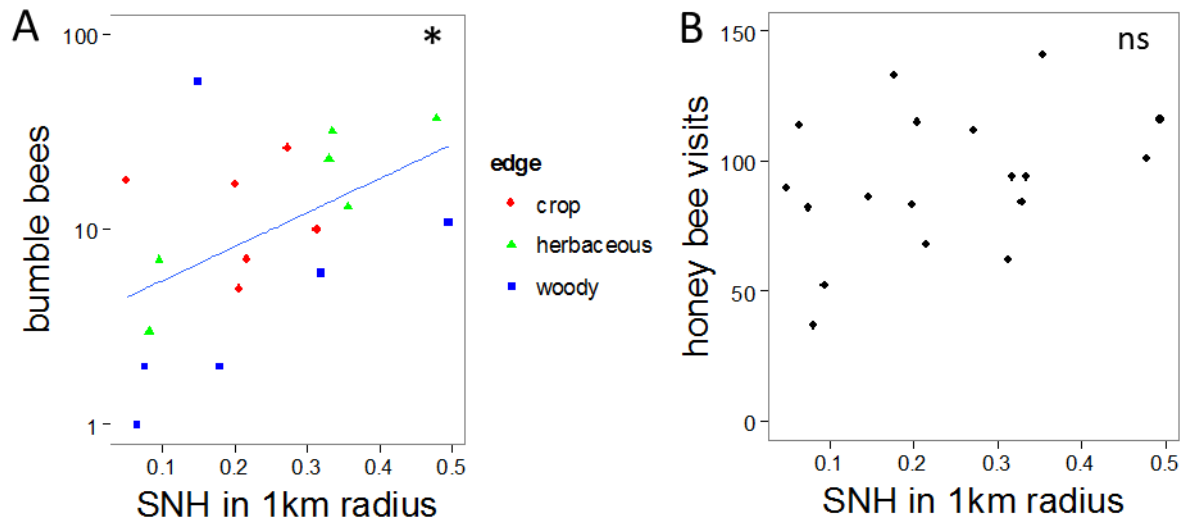 A
*
100
10
1
bumble bees
0.1 0.2 0.3 0.4 0.5
SNH in 1km radius
edge
crop
herbaceous
woody
B
ns
150
100
50
0
honey bee visits
0.1 0.2 0.3 0.4 0.5
SNH in 1km radius